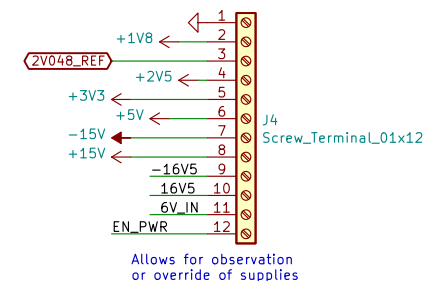 1
+1V8 2
2V048_REF 3
+2V5 4
+3V3 5
+5V 6
-15V 7
+15V 8
-16V5 9
16V5 10
6V_IN 11
EN_PWR 12
J4
Screw_Terminal_01x12
Allows for observation
or override of supplies